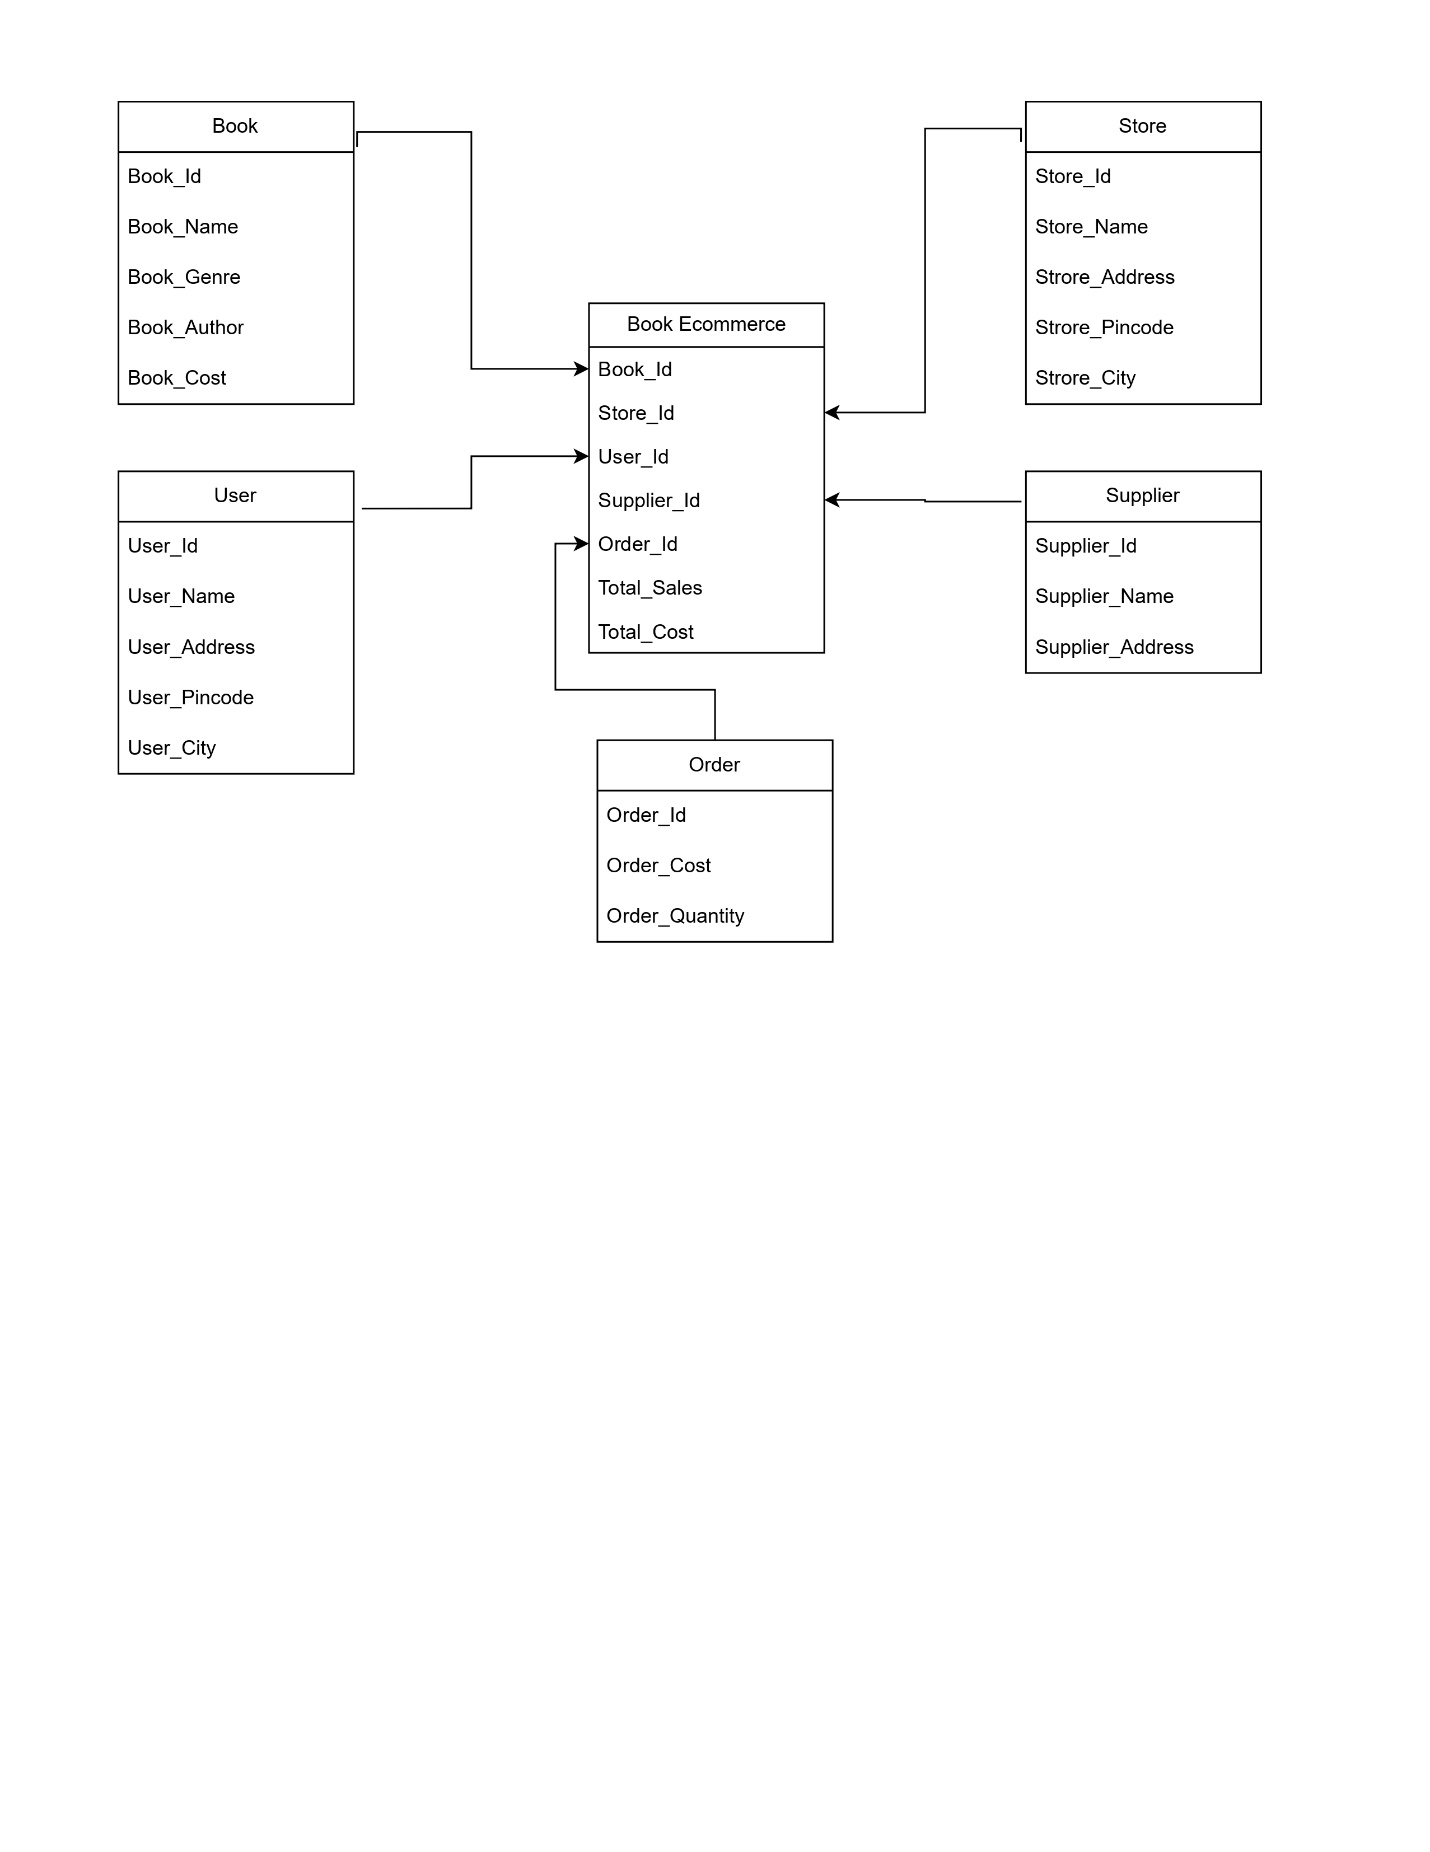 Book
Book_Id
Book_Name
Book_Genre
Book_Author
Book_Cost
Store
Store_Id
Store_Name
Strore_Address
Strore_Pincode
Strore_City
Book Ecommerce
Book_Id
Store_Id
User_Id
Supplier_Id
Order_Id
Total_Sales
Total_Cost
User
User_Id
User_Name
User_Address
User_Pincode
User_City
Supplier
Supplier_Id
Supplier_Name
Supplier_Address
Order
Order_Id
Order_Cost
Order_Quantity